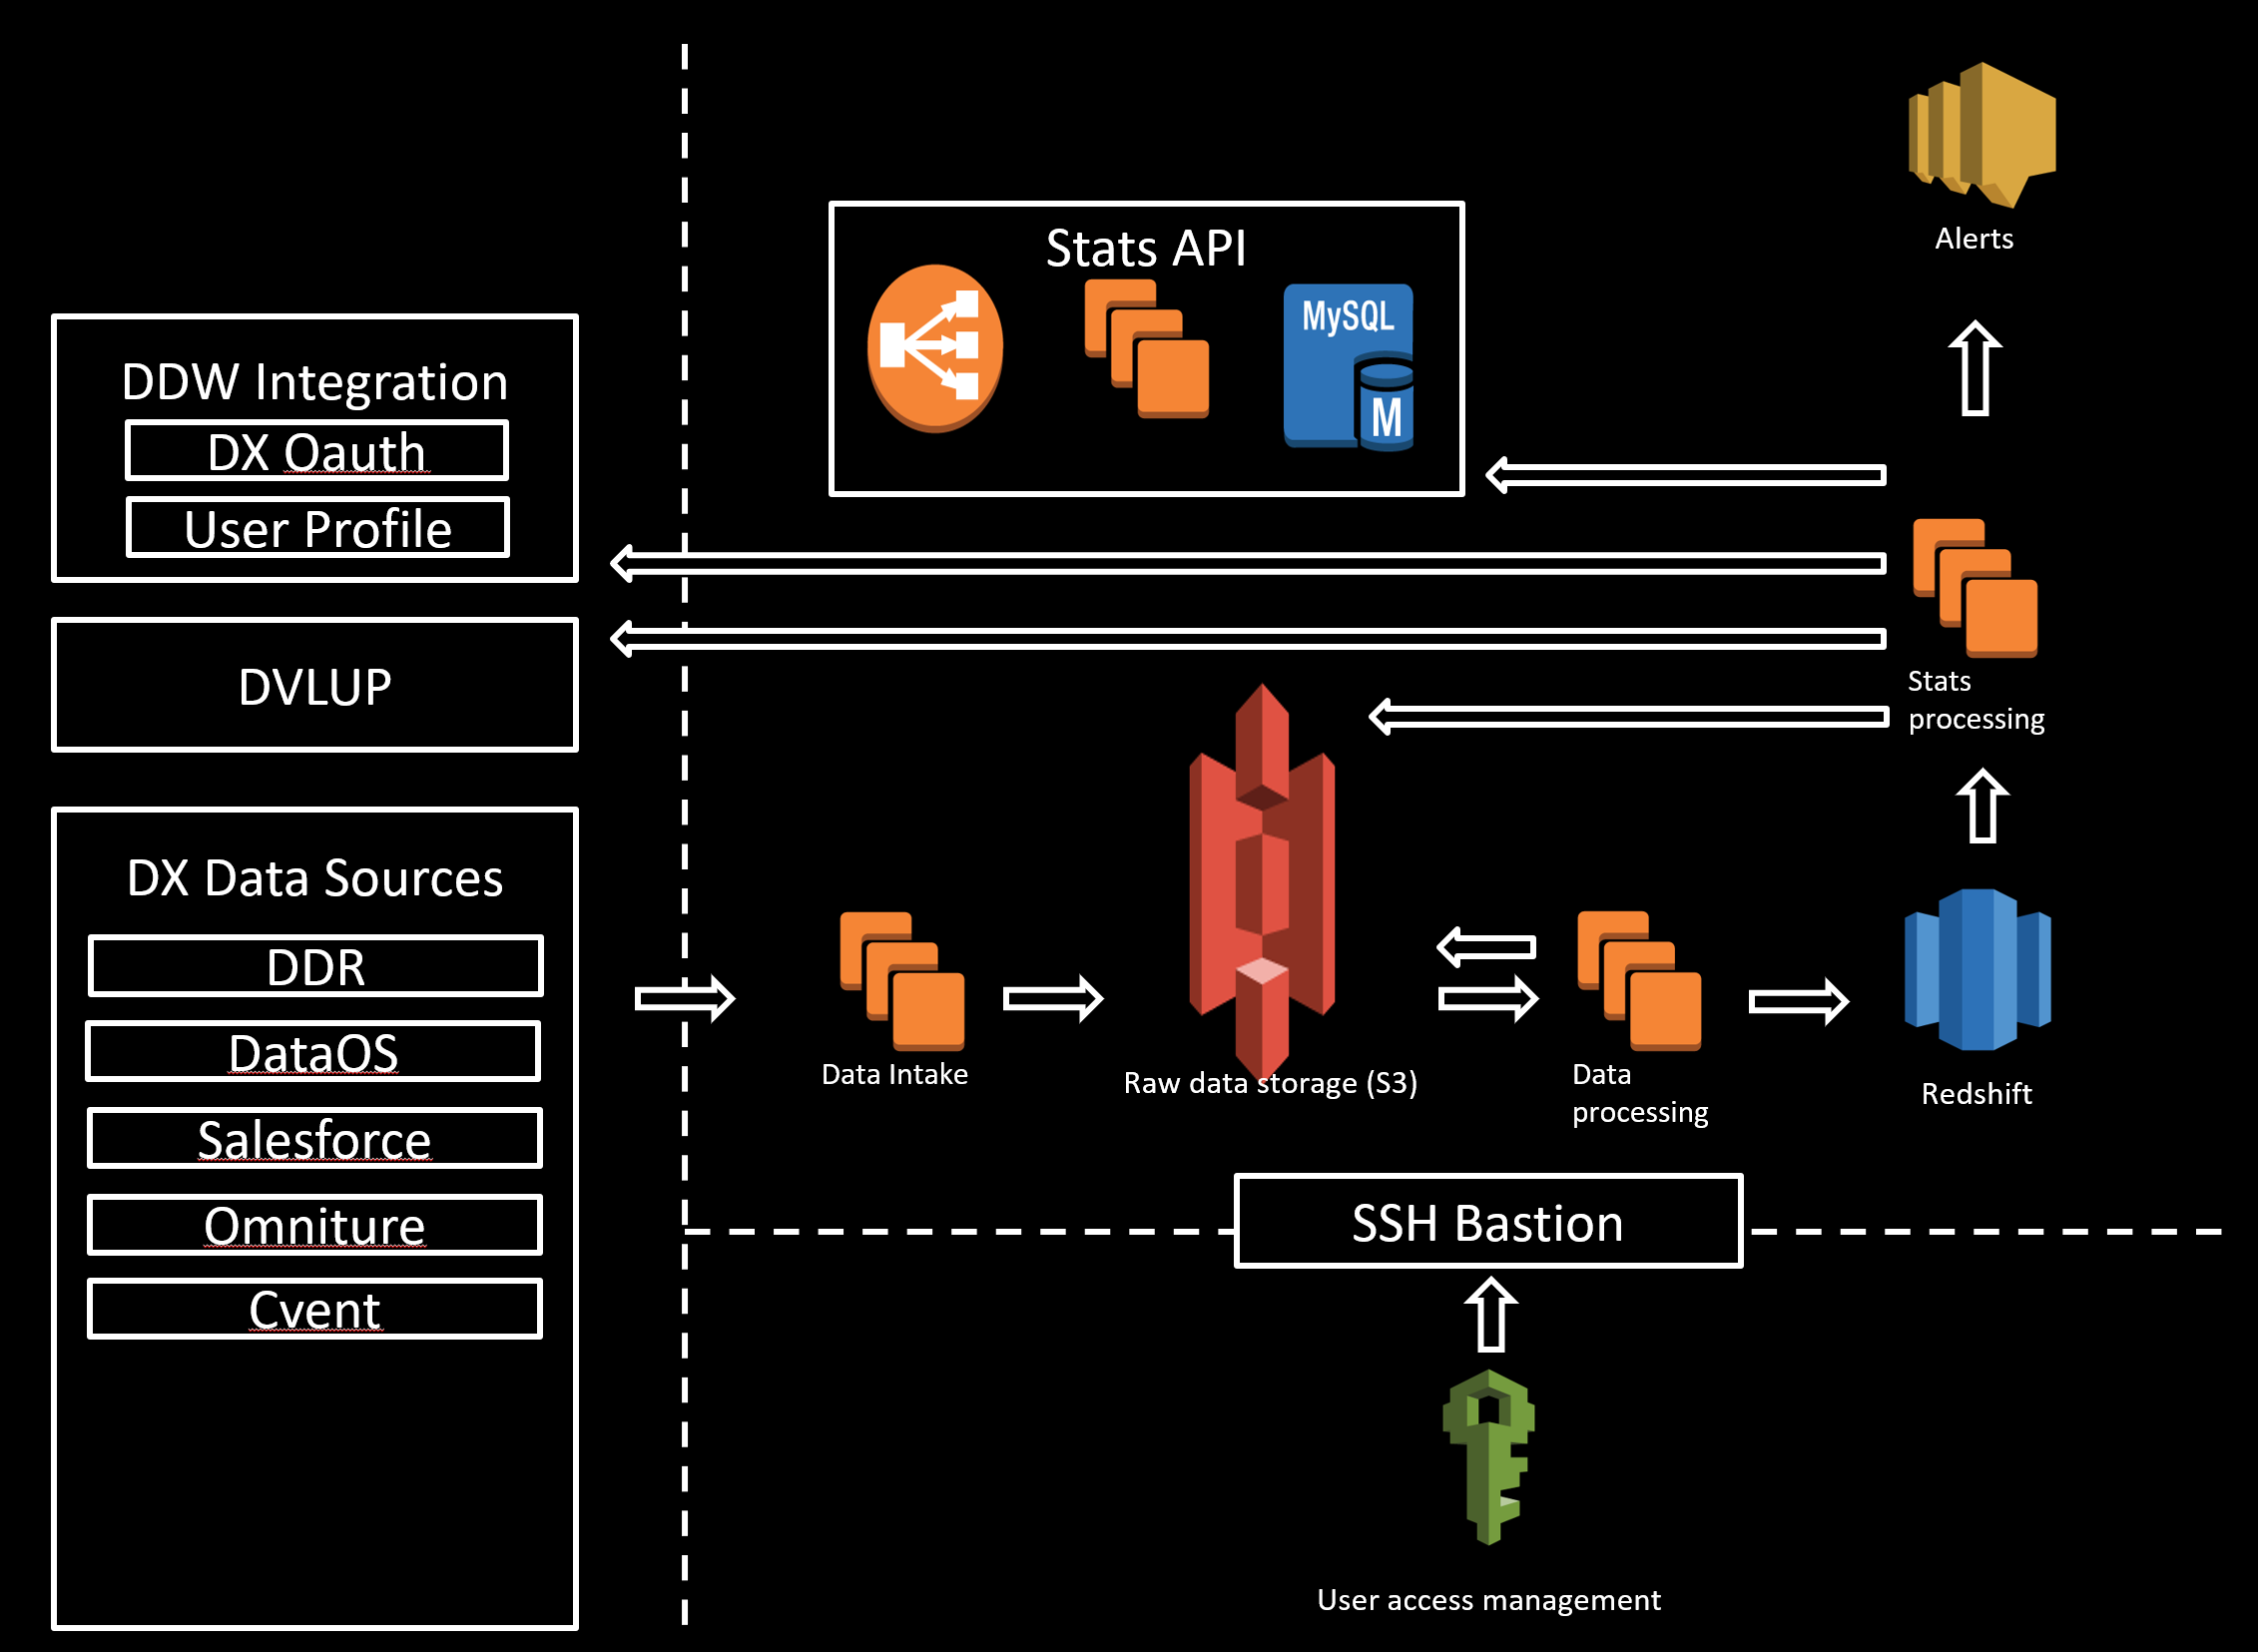 Alerts
Stats API
MySQL
M
DDW Integration
DX Oauth
User Profile
DVLUP
Stats
processing
DX Data Sources
DDR
DataOS
Salesforce
Omniture
Cvent
Data Intake
Raw data storage (S3)
Data
processing
Redshift
SSH Bastion
User access management